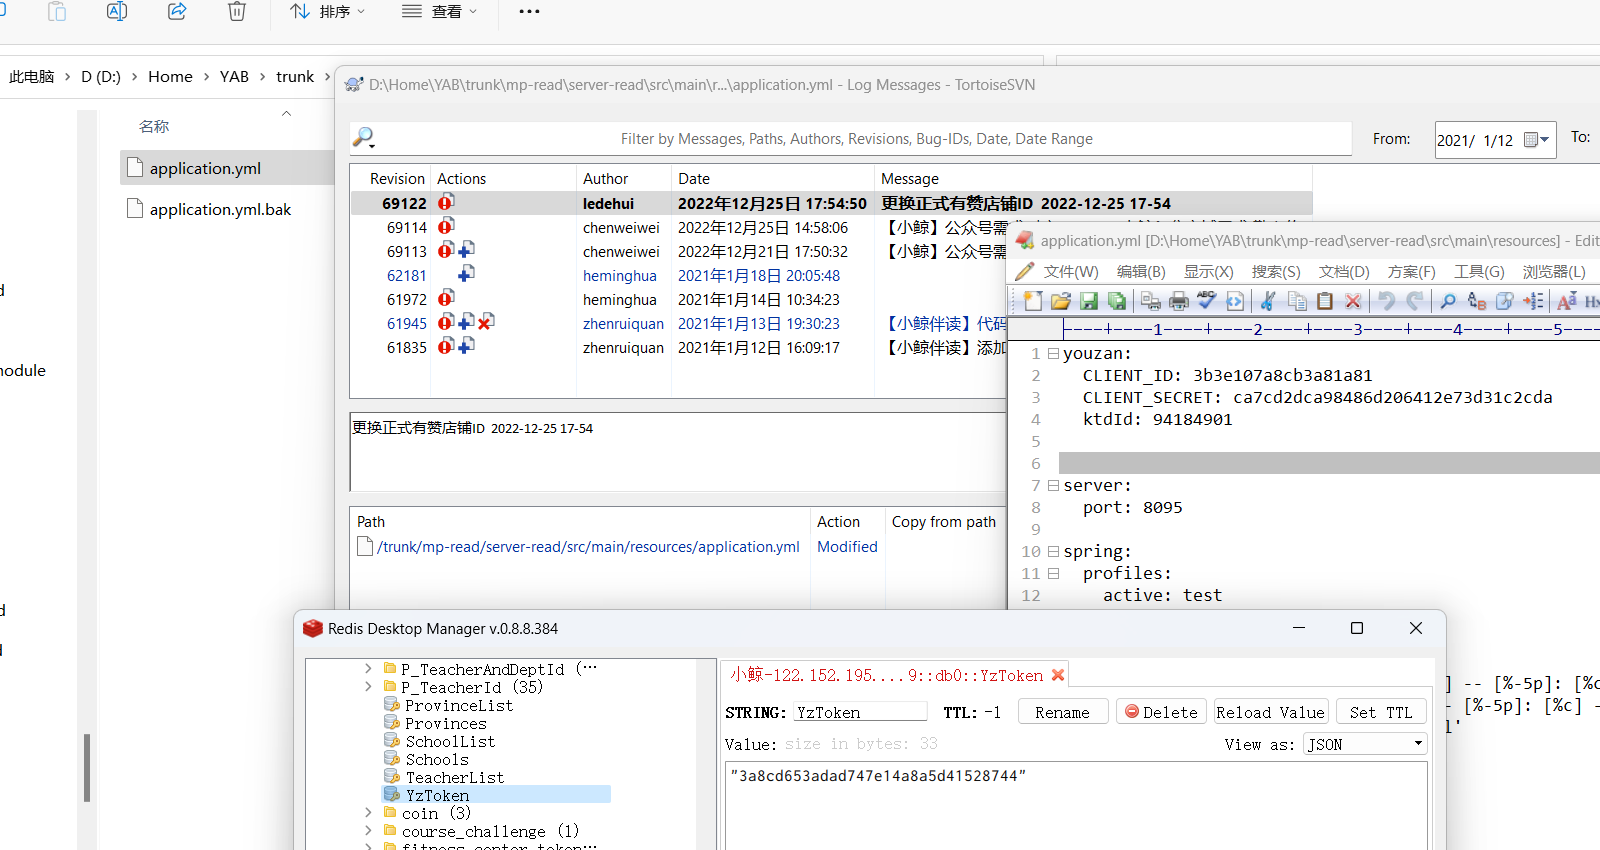 排序
查看
此电脑 > D (D:) > Home > YAB > trunk >
名称
application.yml
application.yml.bak
d
nodule
d
D:\Home\YAB\trunk\mp-read\server-read\src\main\r...\application.yml - Log Messages - TortoiseSVN
Filter by Messages, Paths, Authors, Revisions, Bug-IDs, Date, Date Range
From: 2021/ 1/12 To:
Revision Actions Author Date Message
69122 ledehui 2022年12月25日 17:54:50 更换正式有赞店铺ID 2022-12-25 17-54
69114 chenweiwei 2022年12月25日 14:58:06 【小鲸】公众号需
69113 chenweiwei 2022年12月21日 17:50:32 【小鲸】公众号需
62181 heminghua 2021年1月18日 20:05:48
61972 heminghua 2021年1月14日 10:34:23
61945 zhenruiquan 2021年1月13日 19:30:23 【小鲸伴读】代码
61835 zhenruiquan 2021年1月12日 16:09:17 【小鲸伴读】添加
更换正式有赞店铺ID 2022-12-25 17-54
Path Action Copy from path
/trunk/mp-read/server-read/src/main/resources/application.yml Modified
application.yml [D:\Home\YAB\trunk\mp-read\server-read\src\main\resources] - Edit
文件(W) 编辑(B) 显示(X) 搜索(S) 文档(D) 方案(F) 工具(G) 浏览器(L)
----+----1----+----2----+----3----+----4----+----5----
1 youzan:
2 CLIENT_ID: 3b3e107a8cb3a81a81
3 CLIENT_SECRET: ca7cd2dca98486d206412e73d31c2cda
4 ktdId: 94184901
5
6
7 server:
8 port: 8095
9
10 spring:
11 profiles:
12 active: test
] -- [%-5p]: [%c
- [%-5p]: [%c] -
l'
Redis Desktop Manager v.0.8.8.384
P_TeacherAndDeptId (···
P_TeacherId (35)
ProvinceList
Provinces
SchoolList
Schools
TeacherList
YzToken
coin (3)
course_challenge (1)
fitness_center_token···
小鲸-122.152.195....9::db0::YzToken
STRING: YzToken TTL: -1 Rename Delete Reload Value Set TTL
Value: size in bytes: 33 View as: JSON
"3a8cd653adad747e14a8a5d41528744"